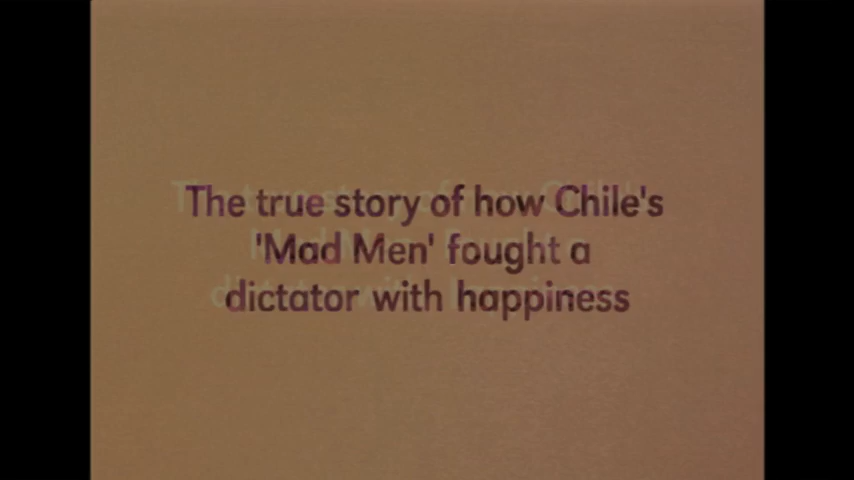 The true story of how Chile's
'Mad Men' fought a
dictator with happiness